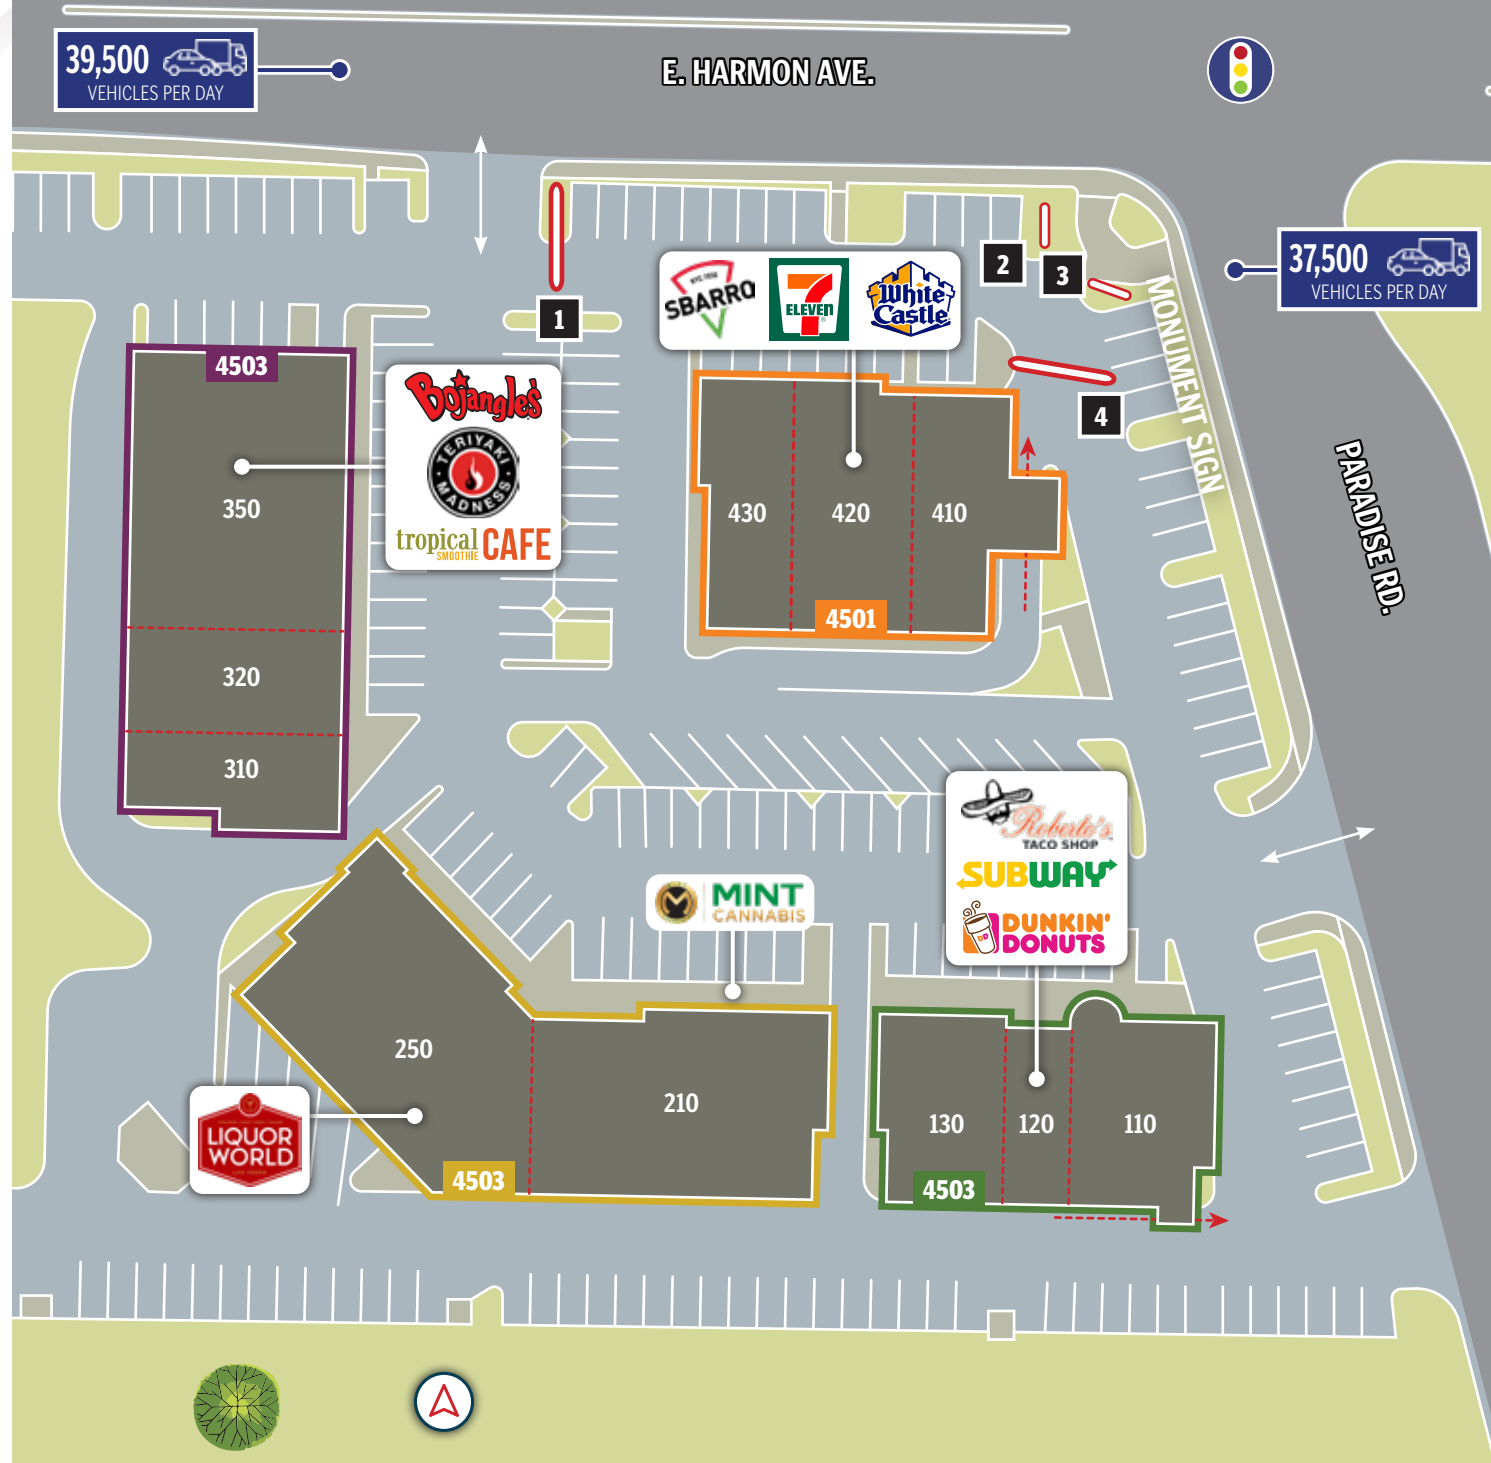 39,500
VEHICLES PER DAY
E. HARMON AVE.
37,500
VEHICLES PER DAY
MONUMENT SIGN
PARADISE RD.
1
2
3
4
SBARRO
7
ELEVEN
White
Castle
4503
Bojangles'
TERIYAKI
MADNESS
tropical
SMOOTHIE
CAFE
350
320
310
430
420
410
4501
Roberto's
TACO SHOP
SUBWAY
DUNKIN'
DONUTS
DD
MINT
CANNABIS
250
210
LIQUOR
WORLD
4503
130
120
110
4503